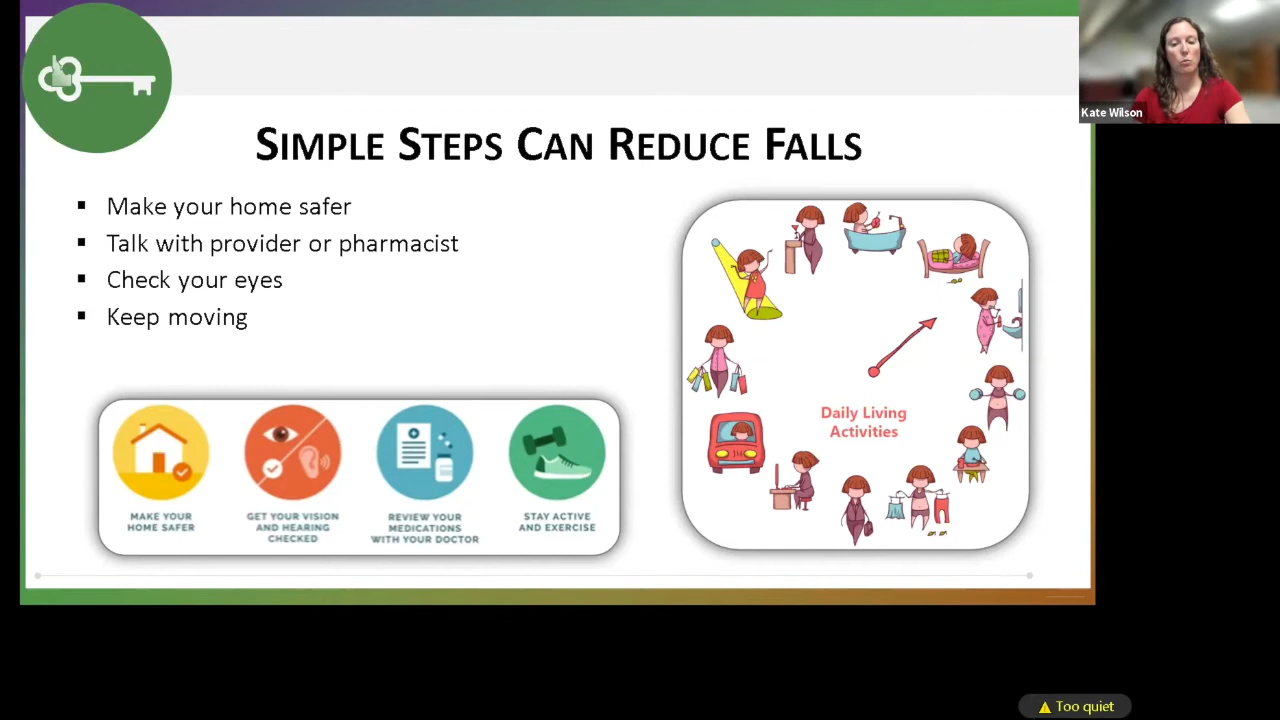 Kate Wilson
SIMPLE STEPS CAN REDUCE FALLS
Make your home safer
Talk with provider or pharmacist
Check your eyes
Keep moving
MAKE YOUR
HOME SAFER
GET YOUR VISION
AND HEARING
CHECKED
REVIEW YOUR
MEDICATIONS
WITH YOUR DOCTOR
STAY ACTIVE
AND EXERCISE
Daily Living
Activities
Too quiet